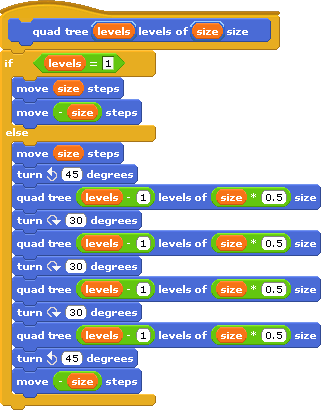 quad tree levels levels of size size
if levels = 1
move size steps
move - size steps
else
move size steps
turn 45 degrees
quad tree levels - 1 levels of size * 0.5 size
turn 30 degrees
quad tree levels - 1 levels of size * 0.5 size
turn 30 degrees
quad tree levels - 1 levels of size * 0.5 size
turn 30 degrees
quad tree levels - 1 levels of size * 0.5 size
turn 45 degrees
move - size steps